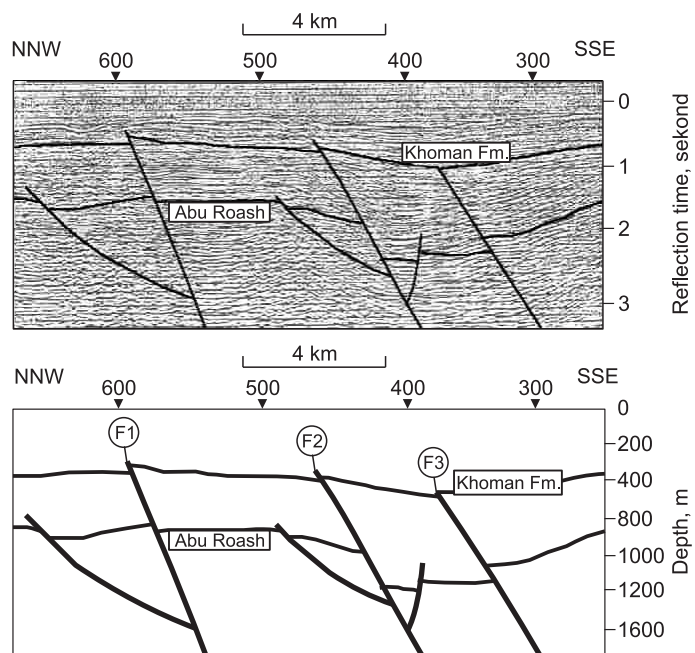 4 km
NNW 600 500 400 300 SSE
0
Khoman Fm.
1
Abu Roash
2
3
Reflection time, sekond
4 km
NNW 600 500 400 300 SSE
0
F1 F2 F3
200
400
Khoman Fm.
800
Abu Roash
1000
1200
1600
Depth, m